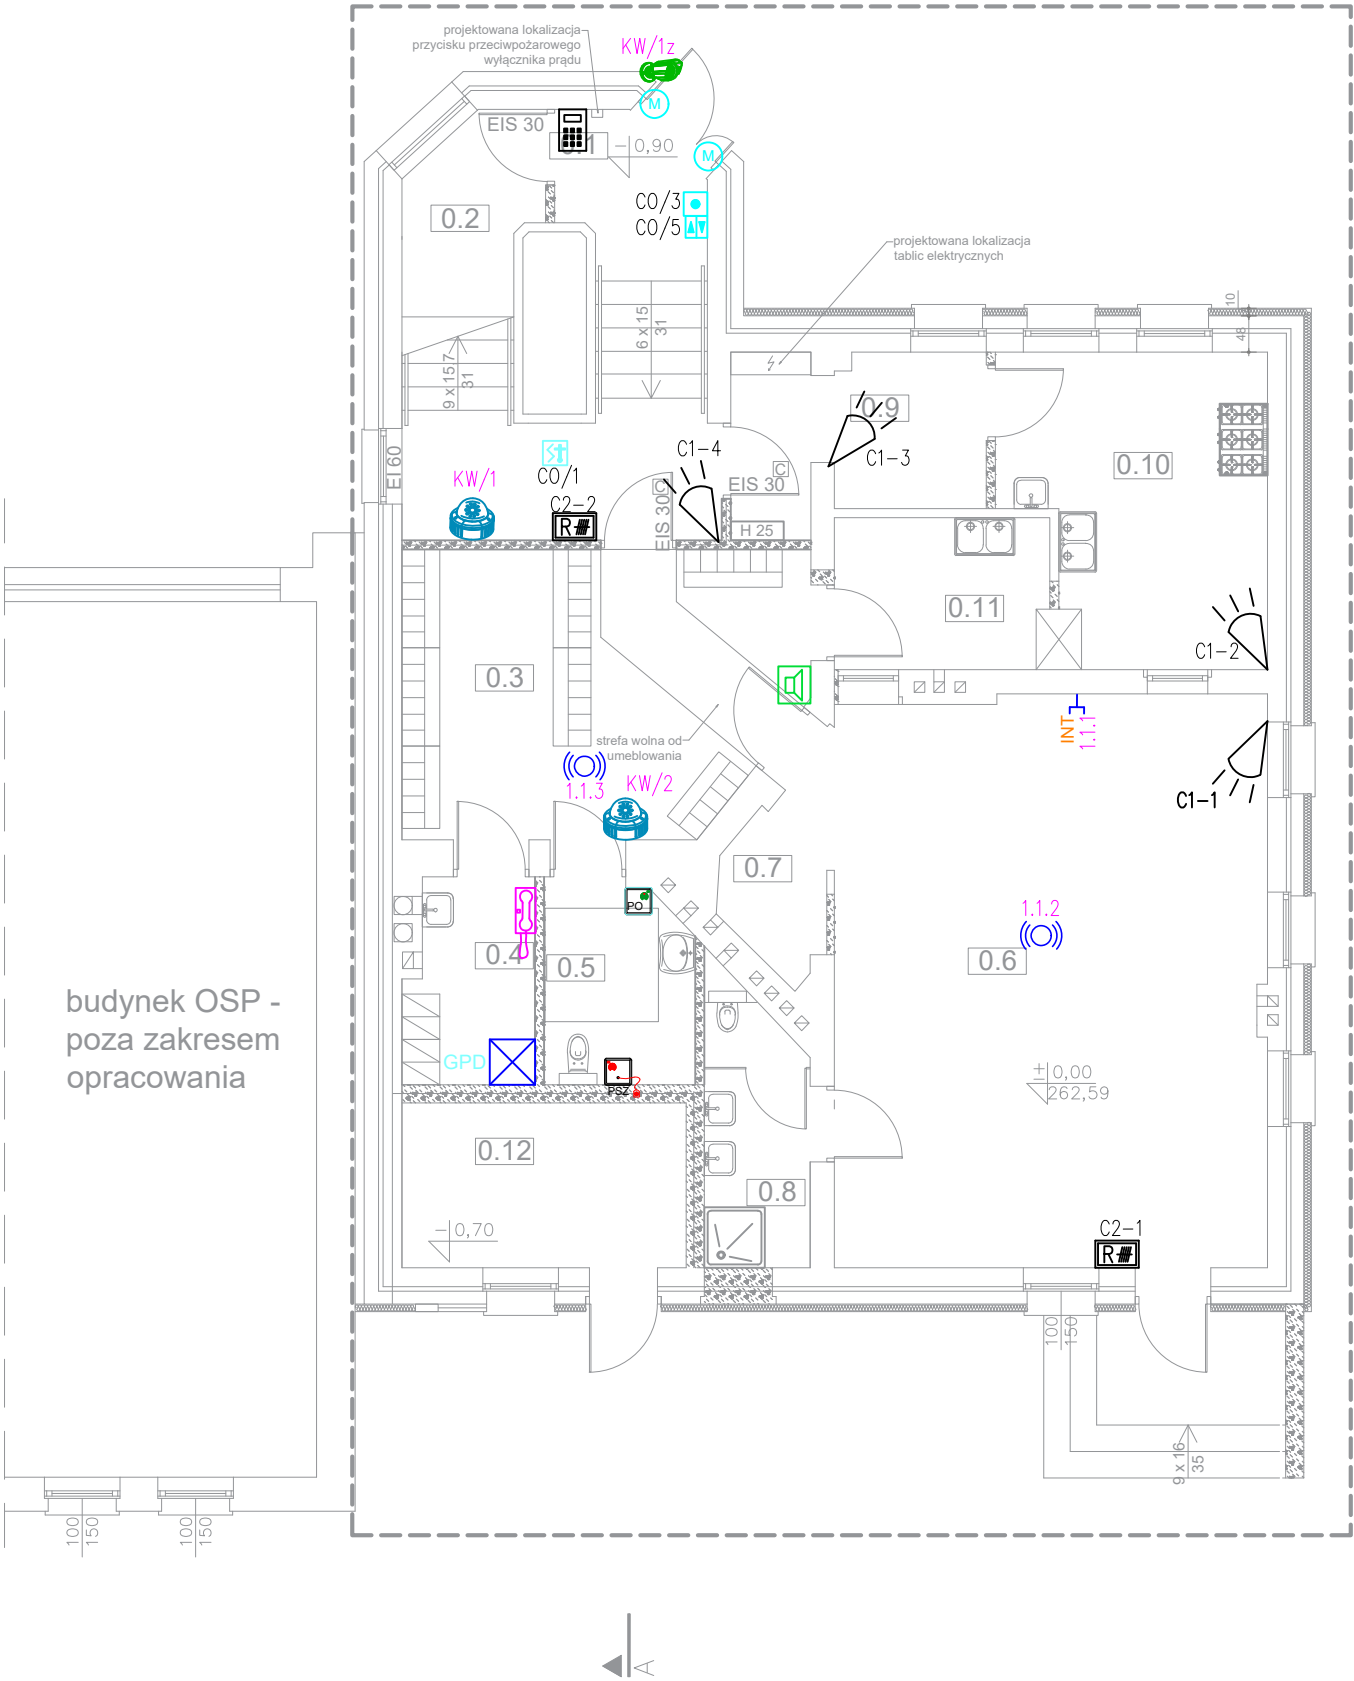 projektowana lokalizacja
przycisku przeciwpożarowego
wyłącznika prądu
KW/1z
M
EIS 30
-0,90
M
0.2
CO/3
CO/5
projektowana lokalizacja
tablic elektrycznych
10
48
6 x 15
31
9 x 15,7
31
0.9
C1-3
0.10
EI 60
KW/1
CO/1
C2-2
R
C1-4
C
EIS 30
C
EIS 30
H 25
0.11
C1-2
0.3
strefa wolna od
umeblowania
INT
1.1.1
C1-1
1.1.3
KW/2
0.7
PO
0.4
0.5
1.1.2
0.6
budynek OSP -
poza zakresem
opracowania
GPD
PSZ
±0,00
262,59
0.12
0.8
-0,70
C2-1
R
100
150
9 x 16
35
100
150
100
150
A